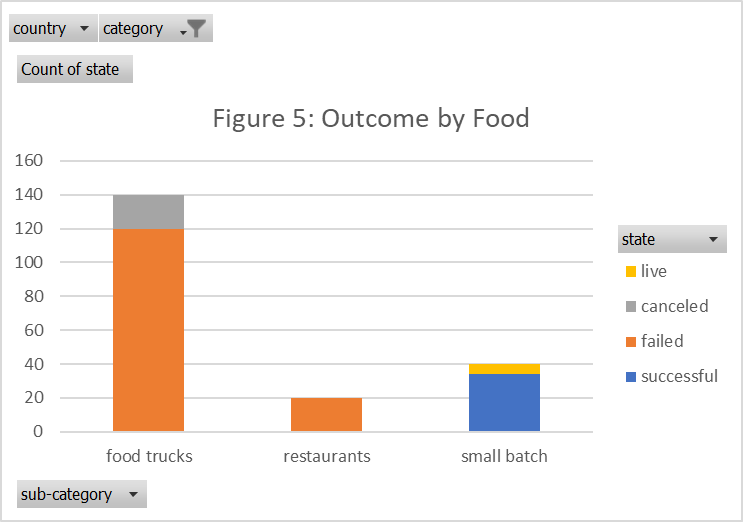 country category
Count of state
Figure 5: Outcome by Food
160
140
120
100
80
60
40
20
0
food trucks restaurants small batch
state
live
canceled
failed
successful
sub-category